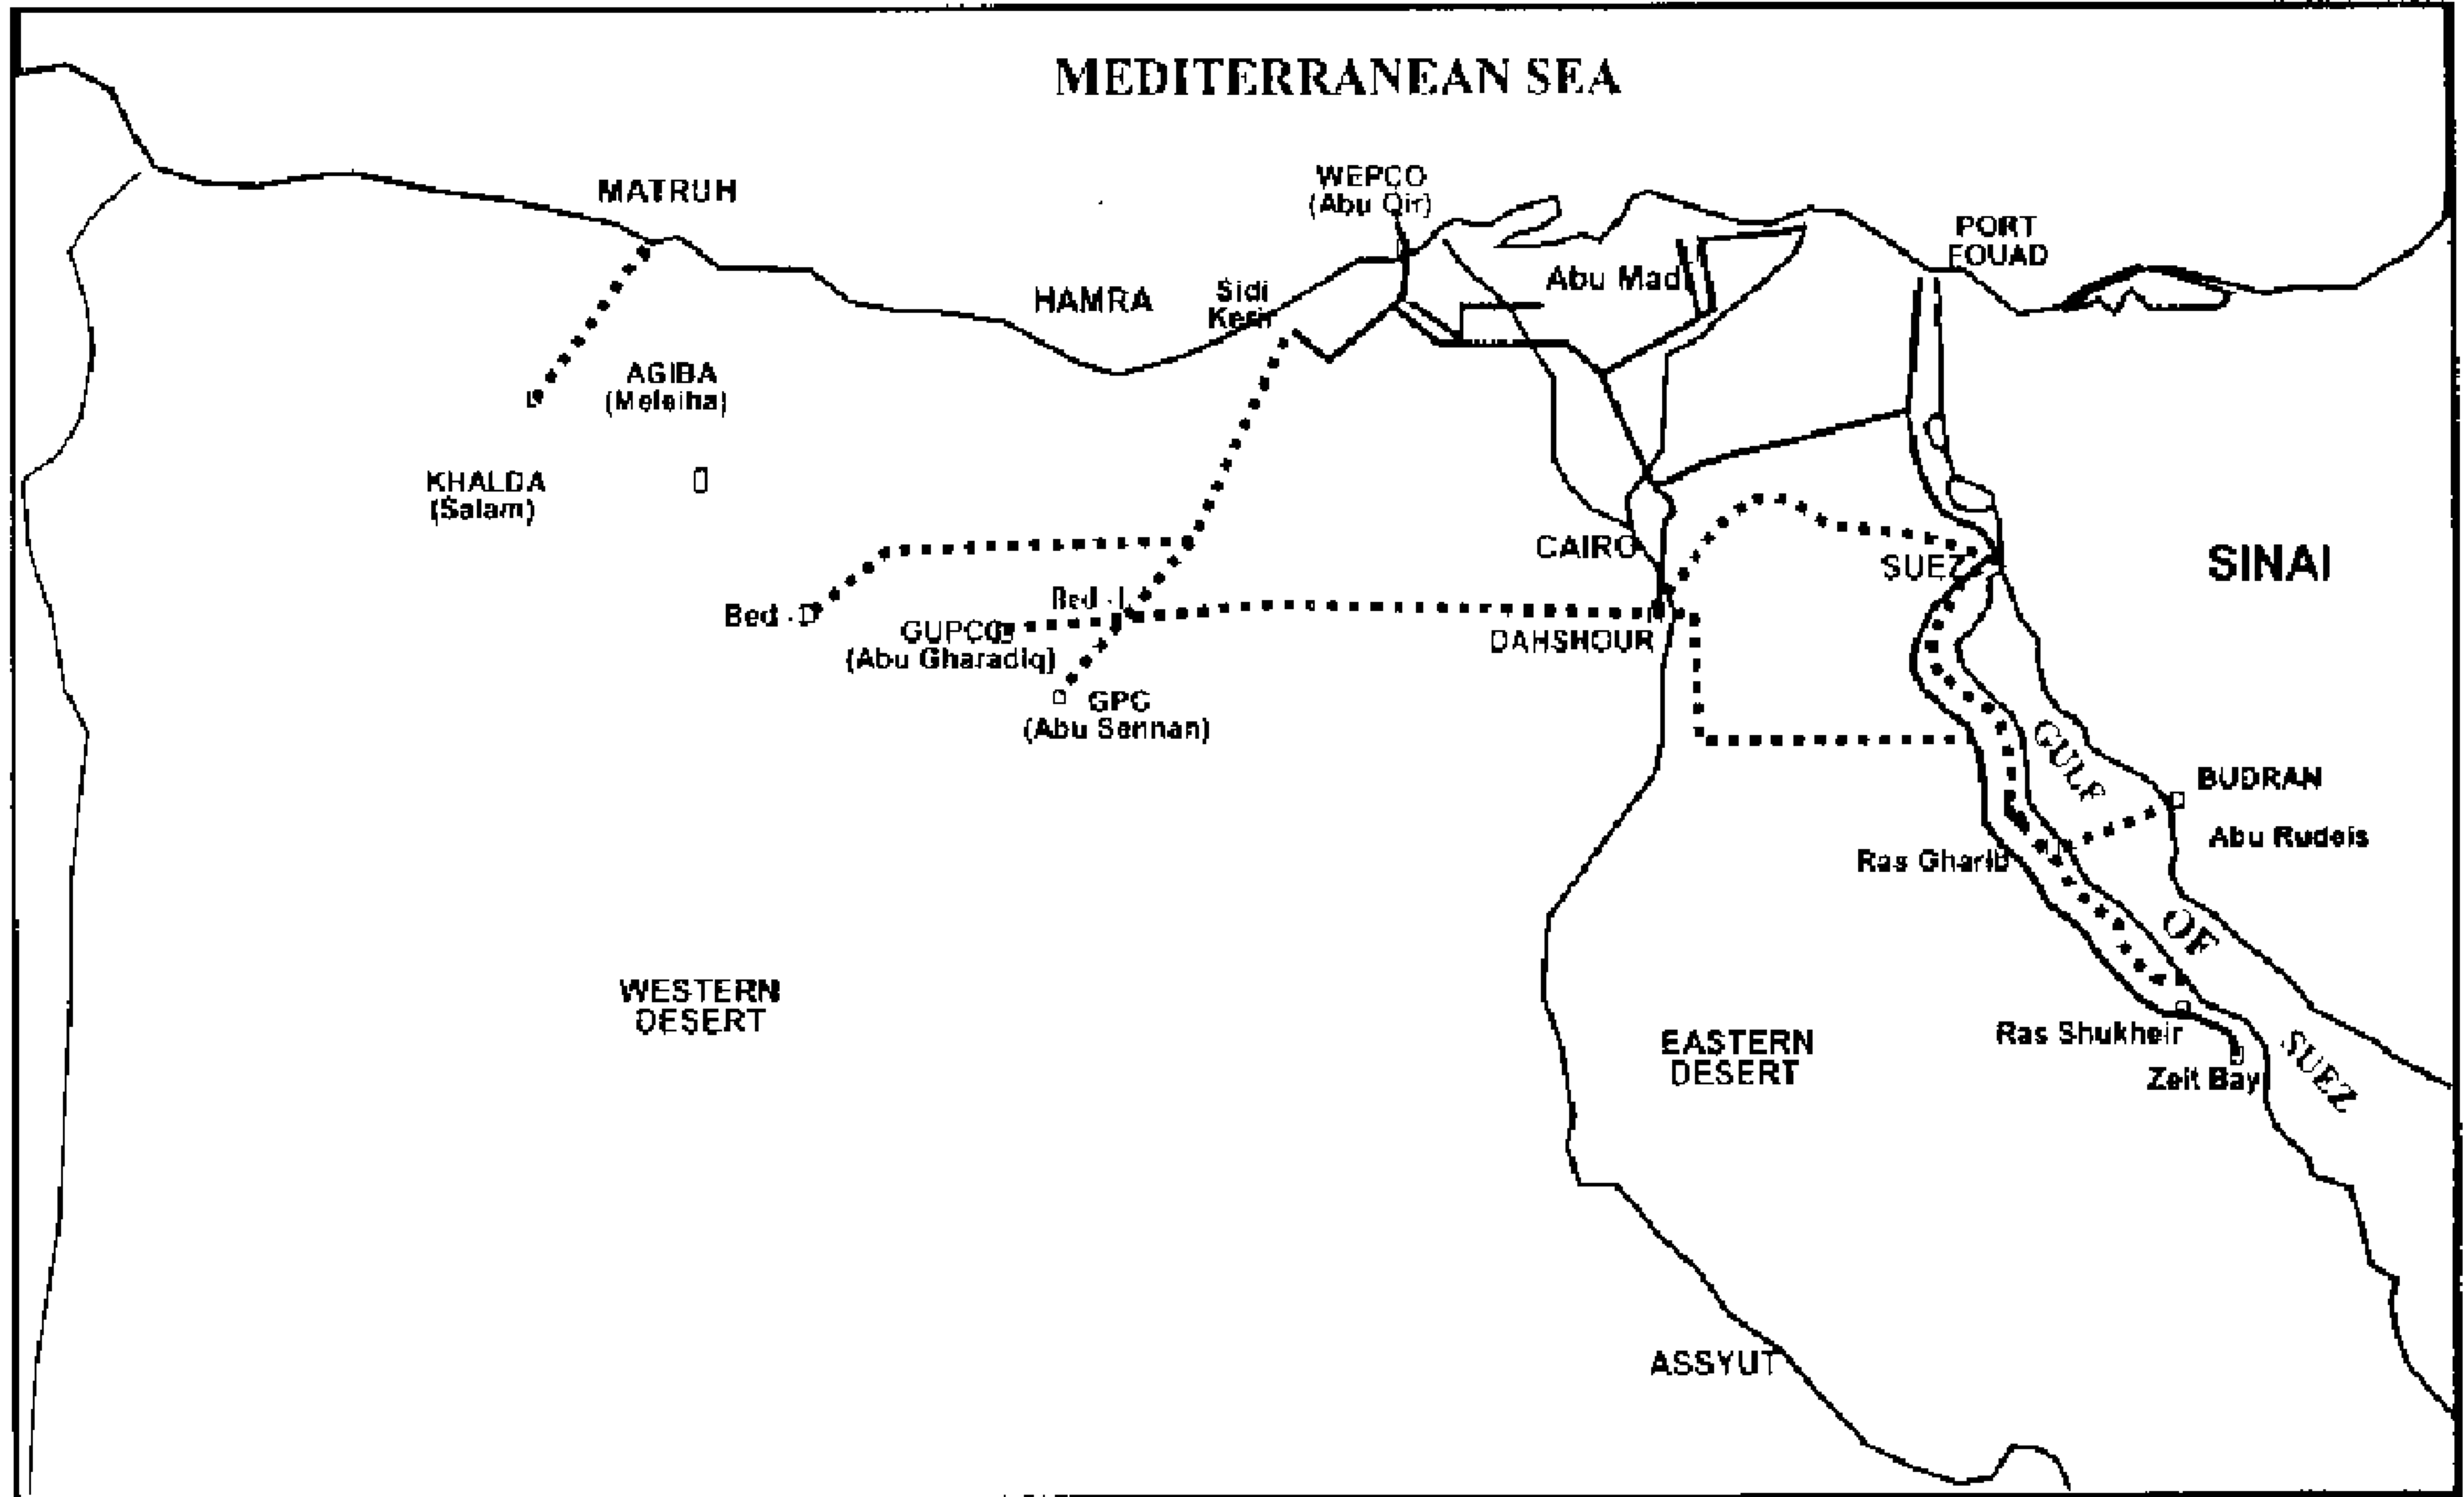 MEDITERRANEAN SEA
MATRUH
WEPCO
(Abu Qir)
PORT
FOUAD
HAMRA
Sidi
Kerir
Abu Mad
AGIBA
(Meleiha)
KHALDA
(Salam)
CAIRO
SUEZ
SINAI
Bed -
Bed -
GUPCO
(Abu Gharadiq)
DAHSHOUR
GPC
(Abu Sennan)
GULF
OF
SUEZ
BUDRAN
Abu Rudeis
Ras Gharib
WESTERN
DESERT
EASTERN
DESERT
Ras Shukheir
Zeit Bay
ASSYUT